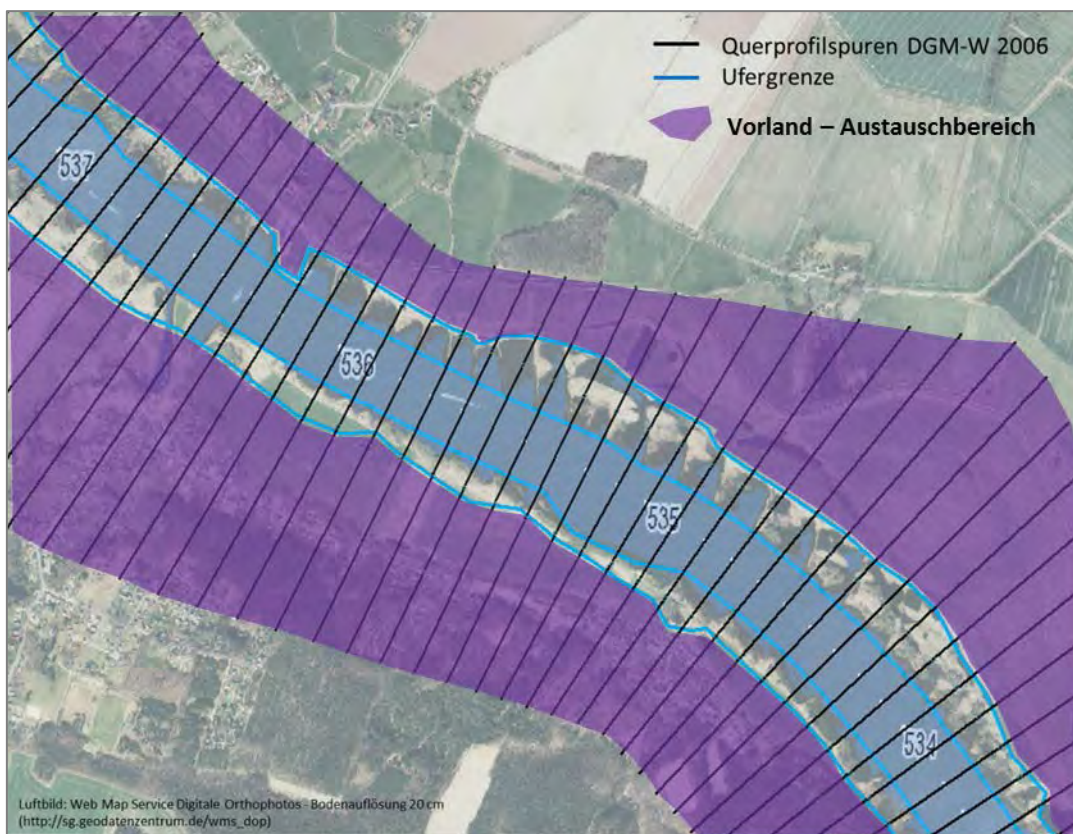 Querprofilspuren DGM-W 2006
Ufergrenze
Vorland – Austauschbereich
537
536
535
534
Luftbild: Web Map Service Digitale Orthophotos - Bodenauflösung 20 cm
(http://sg.geodatenzentrum.de/wms_dop)